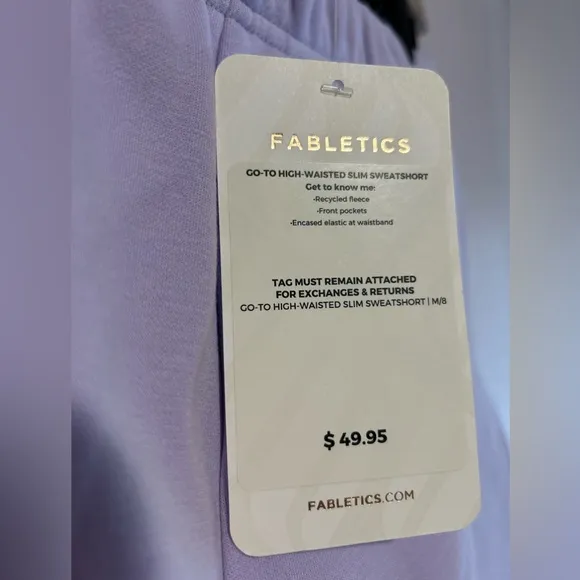 FABLETICS
GO-TO HIGH-WAISTED SLIM SWEATSHORT
Get to know me:
•Recycled fleece
•Front pockets
•Encased elastic at waistband
TAG MUST REMAIN ATTACHED
FOR EXCHANGES & RETURNS
GO-TO HIGH-WAISTED SLIM SWEATSHORT | M/8
$ 49.95
FABLETICS.COM